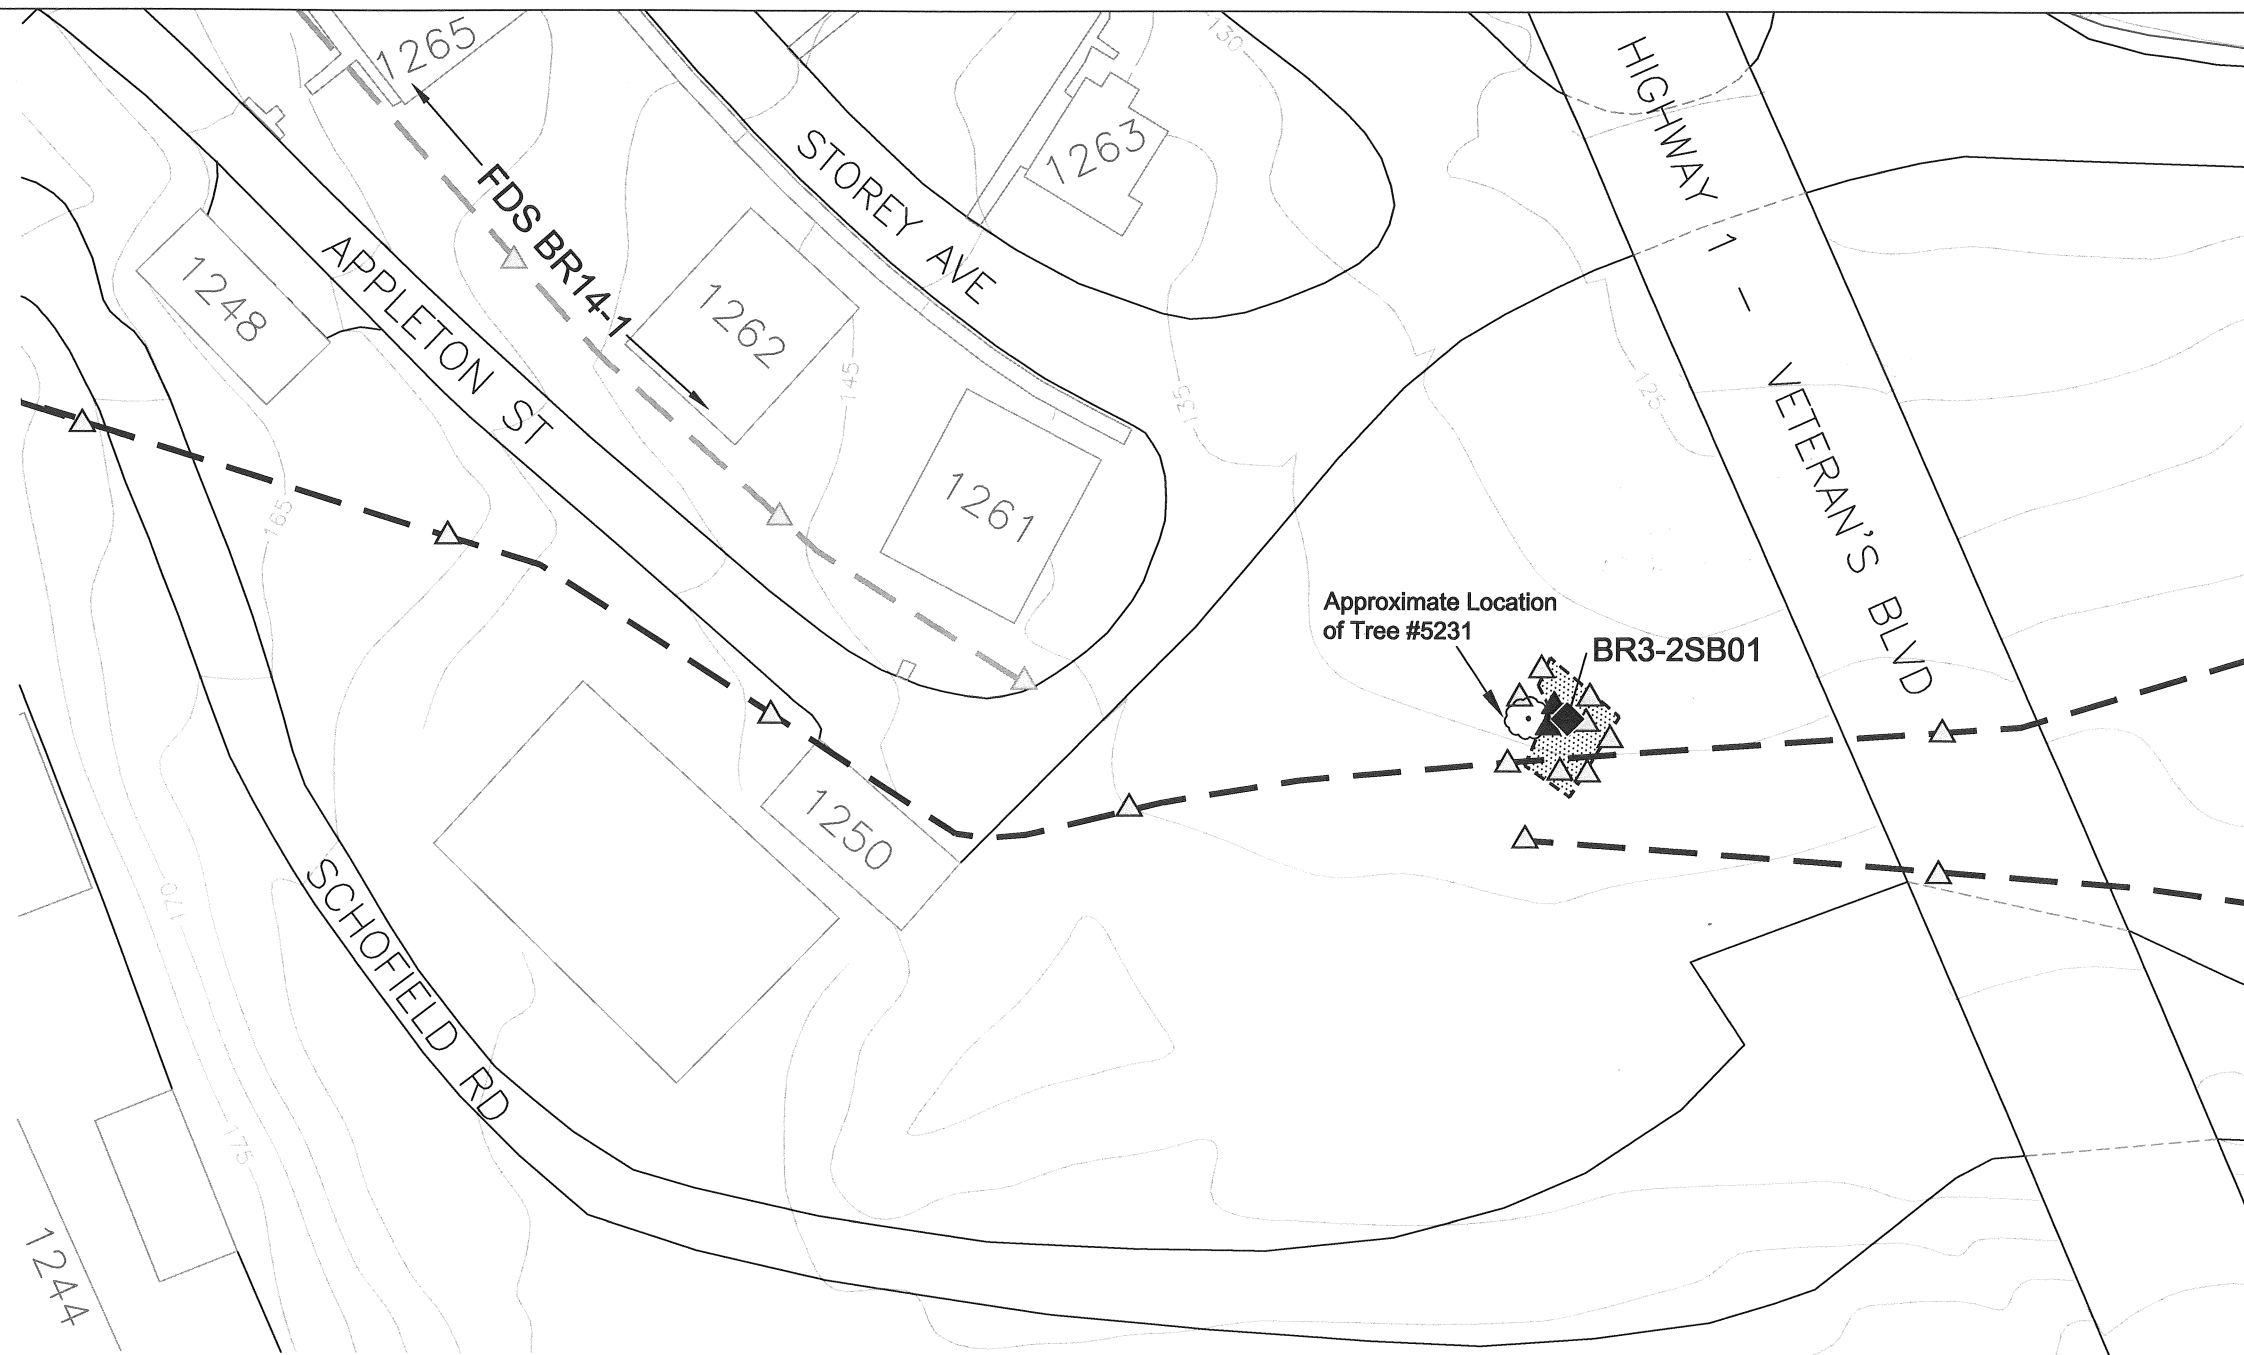 1265
130
HIGHWAY 1 – VETERAN'S BLVD
1263
STOREY AVE
FDS BR14-1
1248
APPLETON ST
1262
145
135
125
1261
165
Approximate Location
of Tree #5231
BR3-2SB01
1250
170
SCHOFIELD RD
175
1244